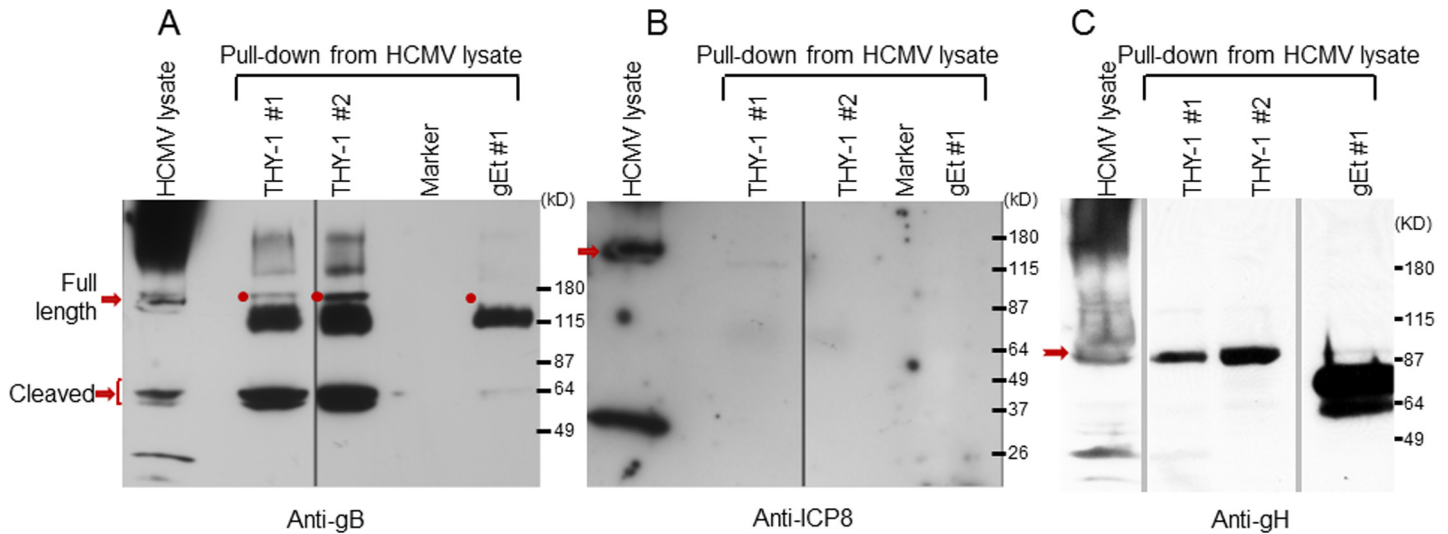 A
Pull-down from HCMV lysate
HCMV lysate
THY-1 #1
THY-1 #2
Marker
gEt #1
(kD)
Full
length
Cleaved
180
115
87
64
49
Anti-gB
B
Pull-down from HCMV lysate
HCMV lysate
THY-1 #1
THY-1 #2
Marker
gEt #1
(kD)
180
115
87
64
49
37
26
Anti-ICP8
C
Pull-down from HCMV lysate
HCMV lysate
THY-1 #1
THY-1 #2
gEt #1
(KD)
180
115
87
64
49
Anti-gH